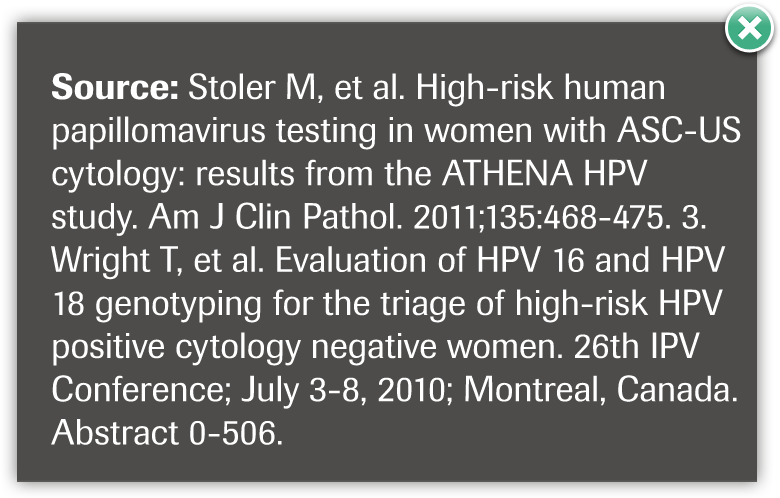 Source: Stoler M, et al. High-risk human
papillomavirus testing in women with ASC-US
cytology: results from the ATHENA HPV
study. Am J Clin Pathol. 2011;135:468-475. 3.
Wright T, et al. Evaluation of HPV 16 and HPV
18 genotyping for the triage of high-risk HPV
positive cytology negative women. 26th IPV
Conference; July 3-8, 2010; Montreal, Canada.
Abstract 0-506.